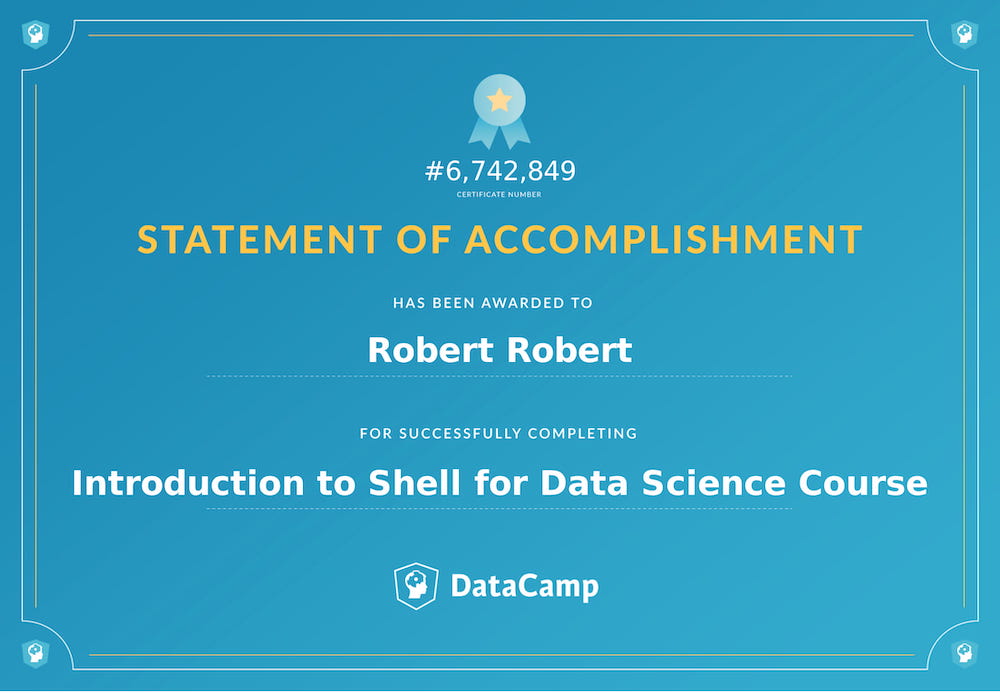 #6,742,849
CERTIFICATE NUMBER
STATEMENT OF ACCOMPLISHMENT
HAS BEEN AWARDED TO
Robert Robert
FOR SUCCESSFULLY COMPLETING
Introduction to Shell for Data Science Course
DataCamp